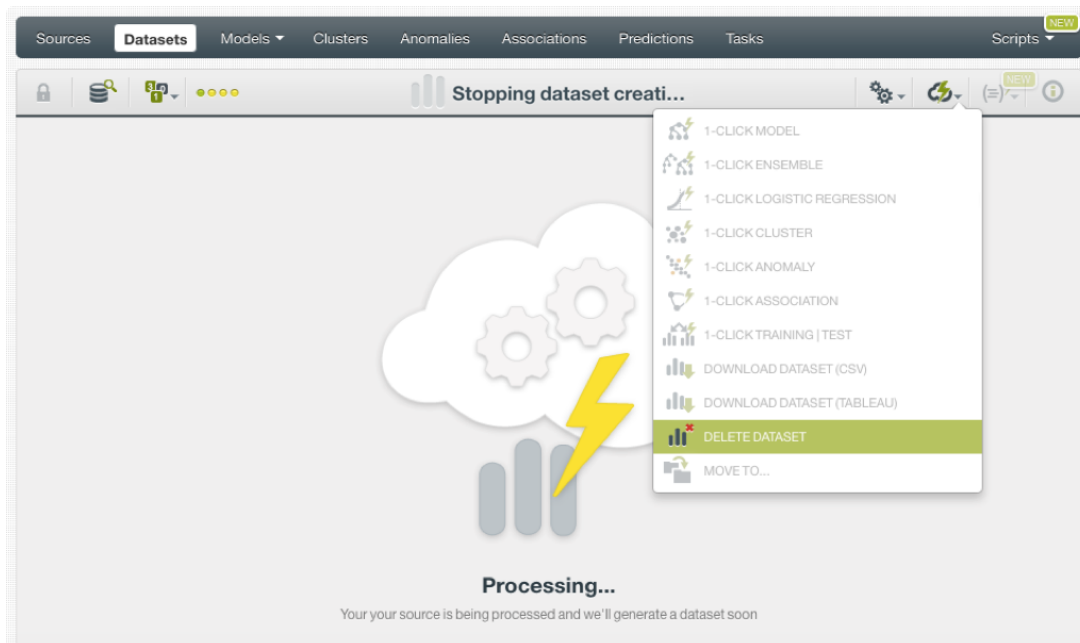 NEW
Sources Datasets Models Clusters Anomalies Associations Predictions Tasks Scripts
Stopping dataset creati...
NEW
1-CLICK MODEL
1-CLICK ENSEMBLE
1-CLICK LOGISTIC REGRESSION
1-CLICK CLUSTER
1-CLICK ANOMALY
1-CLICK ASSOCIATION
1-CLICK TRAINING | TEST
DOWNLOAD DATASET (CSV)
DOWNLOAD DATASET (TABLEAU)
DELETE DATASET
MOVE TO...
Processing...
Your your source is being processed and we'll generate a dataset soon